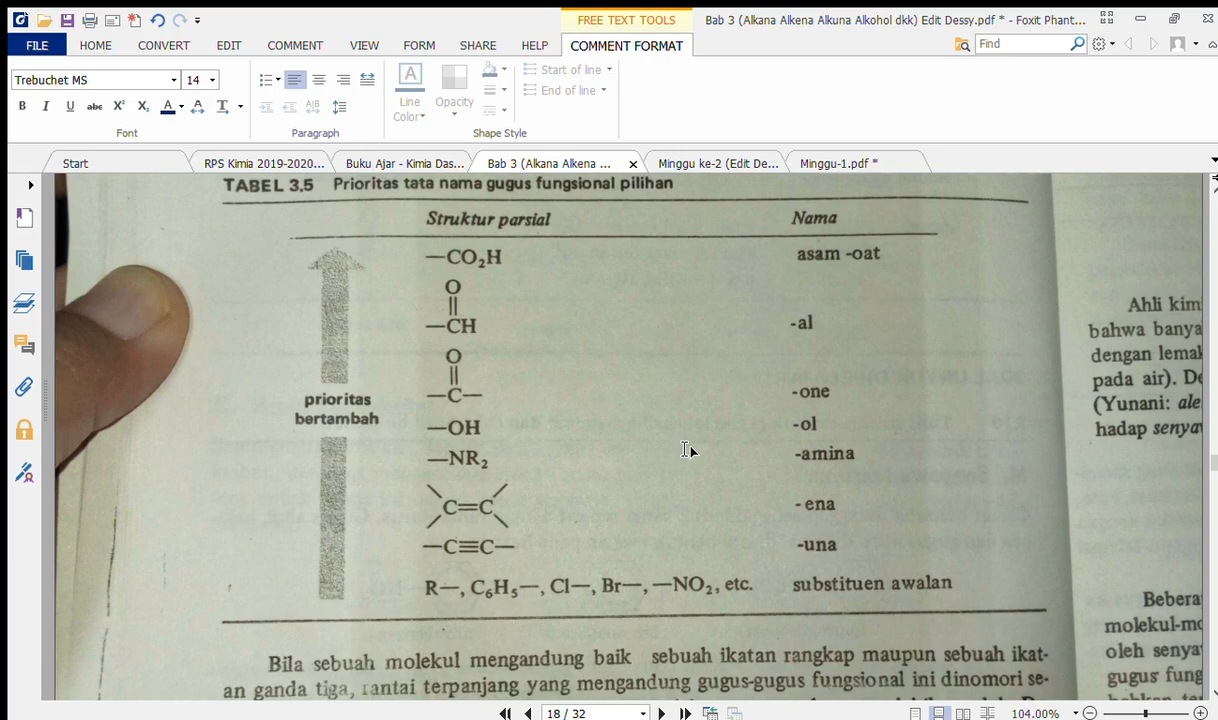 FREE TEXT TOOLS
Bab 3 (Alkana Alkena Alkuna Alkohol dkk) Edit Dessy.pdf * - Foxit Phant...
FILE HOME CONVERT EDIT COMMENT VIEW FORM SHARE HELP COMMENT FORMAT
Find
Trebuchet MS 14
Start of line
End of line
B I U abc X² X₂ A A T
Line Color
Opacity
Font Paragraph Shape Style
Start RPS Kimia 2019-2020... Buku Ajar - Kimia Das... Bab 3 (Alkana Alkena ... Minggu ke-2 (Edit De... Minggu-1.pdf *
TABEL 3.5 Prioritas tata nama gugus fungsional pilihan
Struktur parsial Nama
—CO₂H asam -oat
O
—CH -al
O
—C— -one
prioritas
bertambah
—OH -ol
—NR₂ -amina
C=C -ena
—C≡C— -una
R—, C₆H₅—, Cl—, Br—, —NO₂, etc. substituen awalan
Bila sebuah molekul mengandung baik sebuah ikatan rangkap maupun sebuah ikat-
an ganda tiga, rantai terpanjang yang mengandung gugus-gugus fungsional ini dinomori se-
Ahli kim
bahwa banya
dengan lemal
pada air). De
(Yunani: ale
hadap senya
Bebera
molekul-mo
oleh senya
gugus fung
18 / 32
104.00%